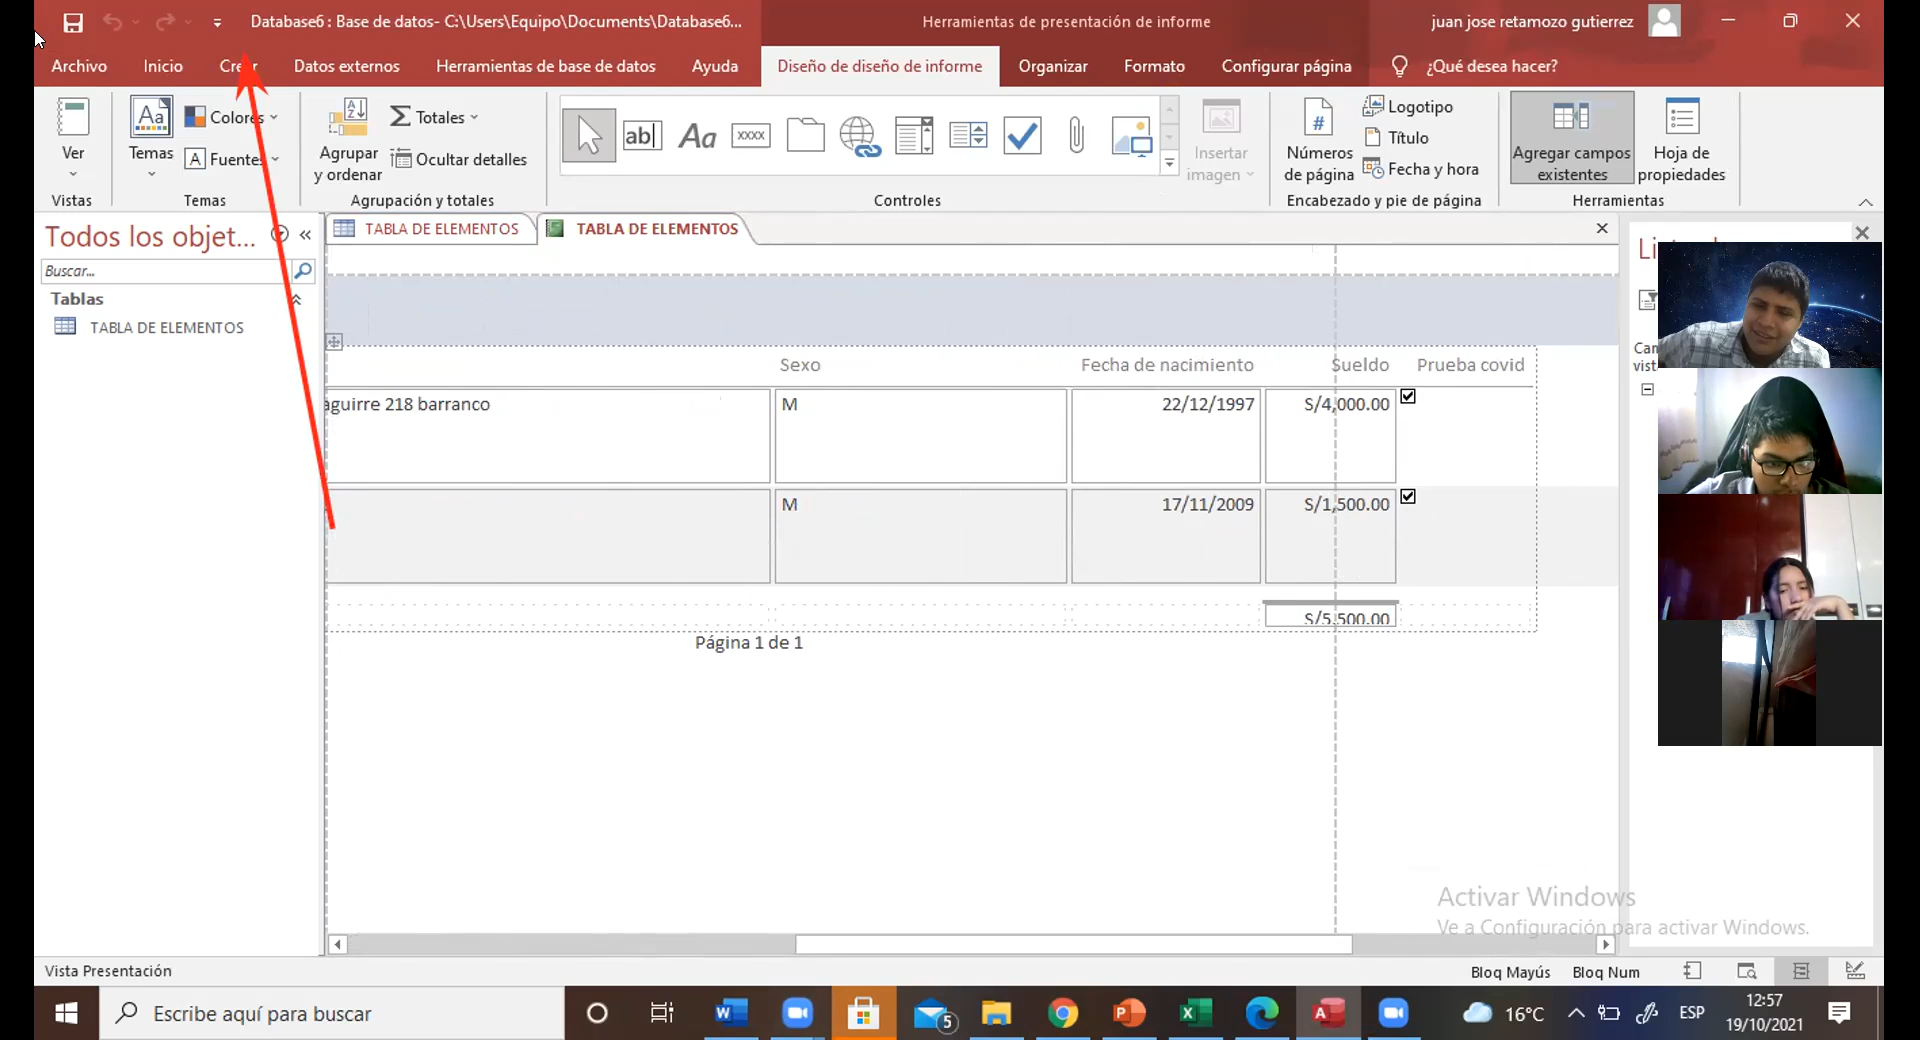 Database6 : Base de datos- C:\Users\Equipo\Documents\Database6...
Herramientas de presentación de informe
juan jose retamozo gutierrez
Archivo
Inicio
Crear
Datos externos
Herramientas de base de datos
Ayuda
Diseño de diseño de informe
Organizar
Formato
Configurar página
¿Qué desea hacer?
Ver
Vistas
Temas
Colores
Fuentes
Temas
Agrupar
y ordenar
Totales
Ocultar detalles
Agrupación y totales
ab|
Aa
xxxx
Controles
Insertar
imagen
Números
de página
Logotipo
Título
Fecha y hora
Encabezado y pie de página
Agregar campos
existentes
Hoja de
propiedades
Herramientas
Todos los objet...
Buscar...
Tablas
TABLA DE ELEMENTOS
TABLA DE ELEMENTOS
TABLA DE ELEMENTOS
Sexo
Fecha de nacimiento
Sueldo
Prueba covid
aguirre 218 barranco
M
22/12/1997
S/4,000.00
M
17/11/2009
S/1,500.00
S/5,500.00
Página 1 de 1
Activar Windows
Ve a Configuración para activar Windows.
Vista Presentación
Bloq Mayús
Bloq Num
Escribe aquí para buscar
5
16°C
ESP
12:57
19/10/2021